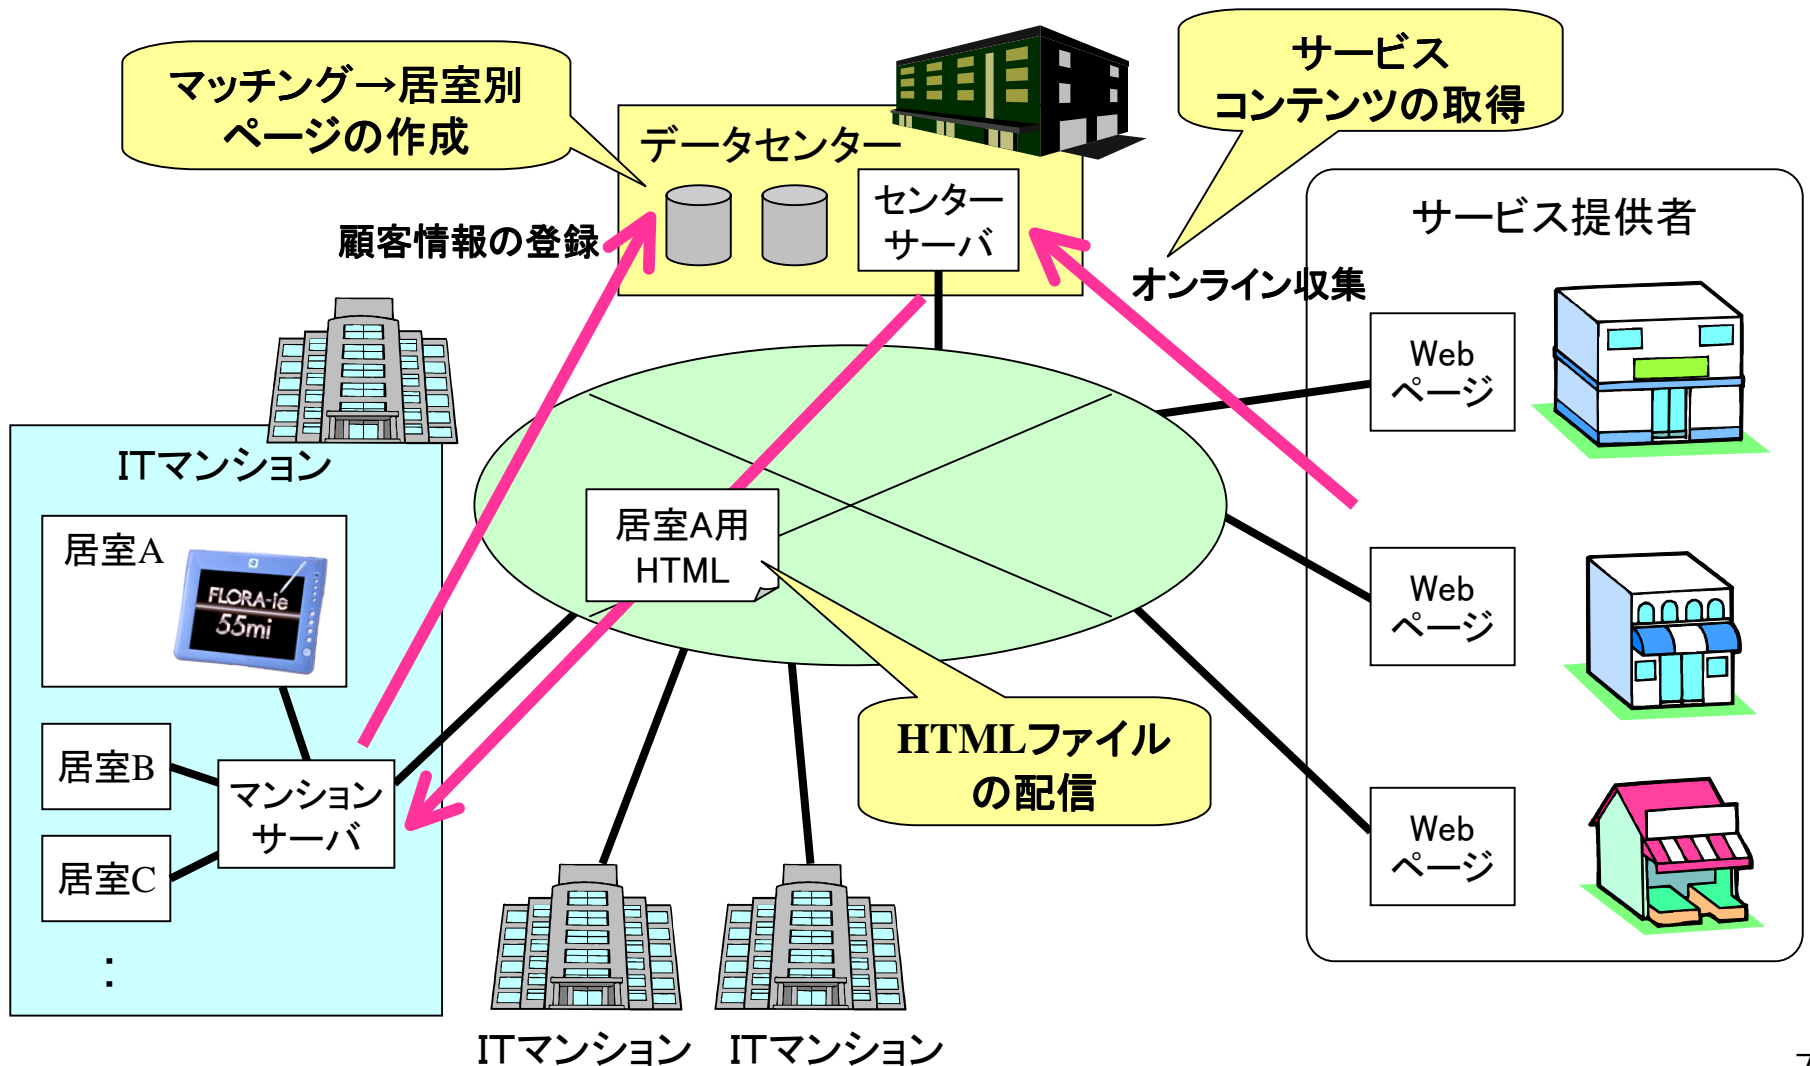 マッチング→居室別
ページの作成
データセンター
センター
サーバ
サービス
コンテンツの取得
顧客情報の登録
オンライン収集
サービス提供者
Web
ページ
Web
ページ
Web
ページ
ITマンション
居室A
FLORA-ie
55mi
居室B
居室C
:
マンション
サーバ
居室A用
HTML
HTMLファイル
の配信
ITマンション
ITマンション